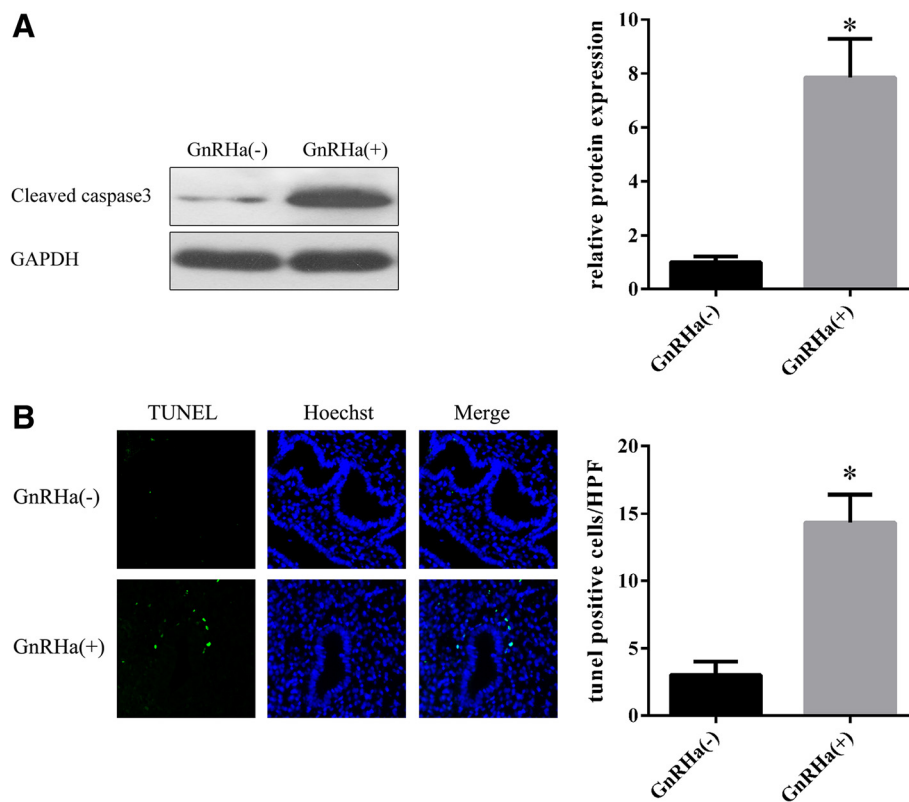 A
GnRHa(-) GnRHa(+)
Cleaved caspase3
GAPDH
relative protein expression
10
8
6
4
2
0
*
GnRHa(-)
GnRHa(+)
B
TUNEL Hoechst Merge
GnRHa(-)
GnRHa(+)
tunel positive cells/HPF
20
15
10
5
0
*
GnRHa(-)
GnRHa(+)